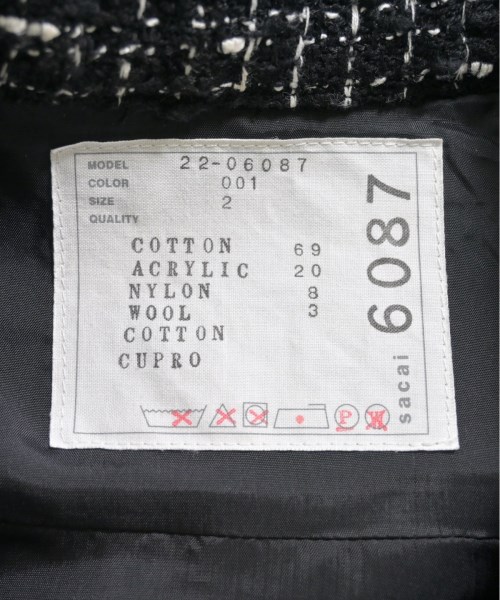 MODEL 22-06087
COLOR 001
SIZE 2
QUALITY
COTTON 69
ACRYLIC 20
NYLON 8
WOOL 3
COTTON
CUPRO
P W
sacai 6087